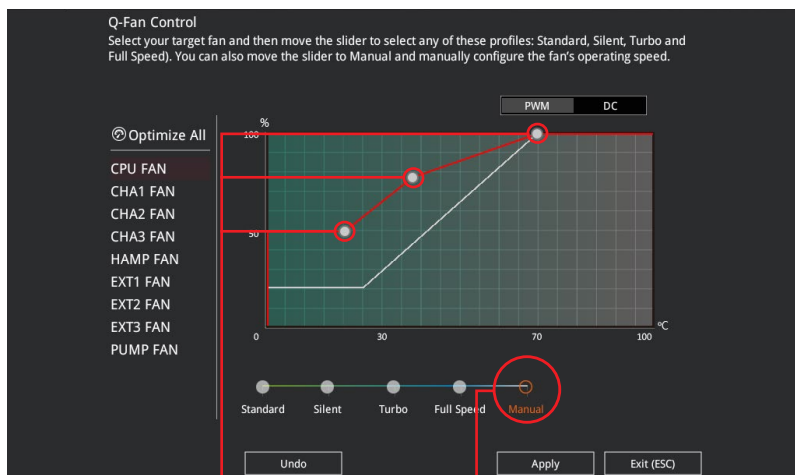 Q-Fan Control
Select your target fan and then move the slider to select any of these profiles: Standard, Silent, Turbo and
Full Speed). You can also move the slider to Manual and manually configure the fan's operating speed.
PWM DC
%
Optimize All
100
CPU FAN
CHA1 FAN
CHA2 FAN
CHA3 FAN
50
HAMP FAN
EXT1 FAN
EXT2 FAN
EXT3 FAN
PUMP FAN
°C
0 30 70 100
Standard Silent Turbo Full Speed Manual
Undo Apply Exit (ESC)